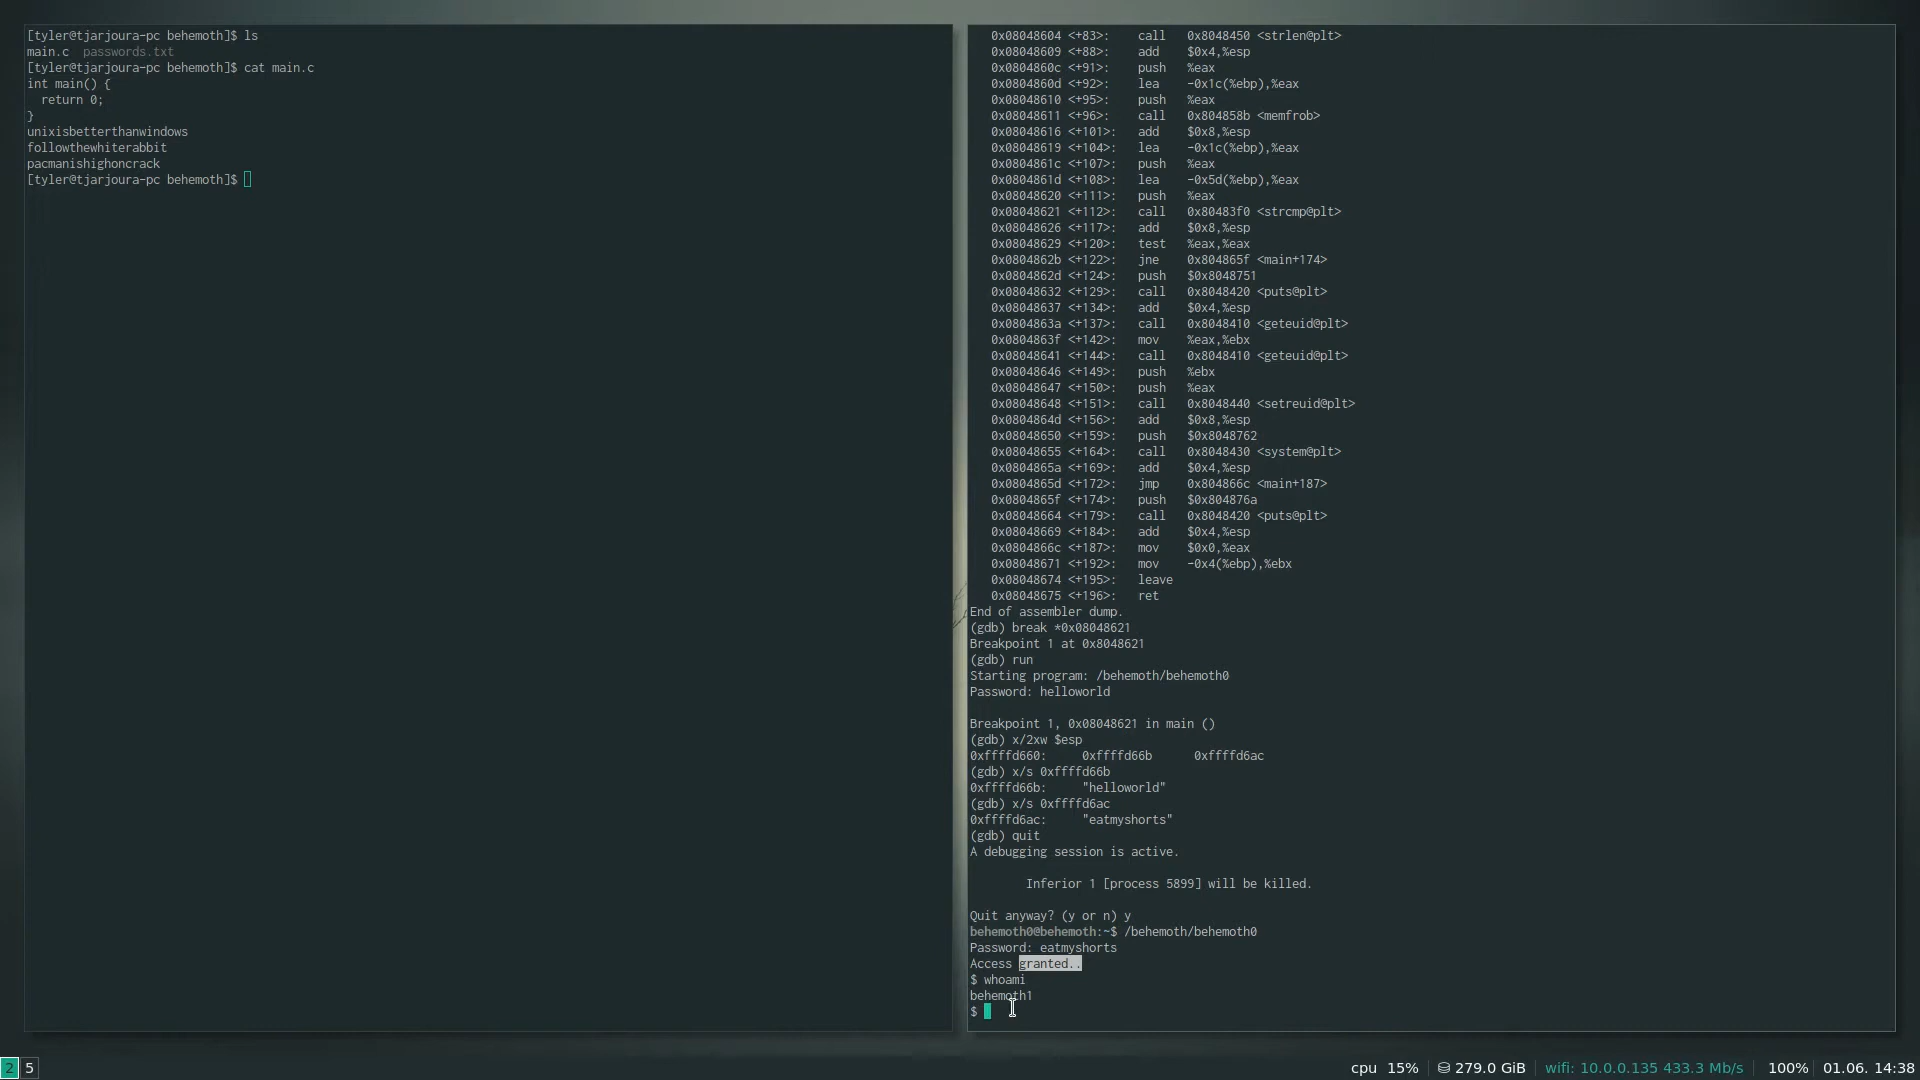 [tyler@tjarjoura-pc behemoth]$ ls
main.c  passwords.txt
[tyler@tjarjoura-pc behemoth]$ cat main.c
int main() {
  return 0;
}
unixisbetterthanwindows
followthewhiterabbit
pacmanishighoncrack
[tyler@tjarjoura-pc behemoth]$
0x08048604 <+83>:    call   0x8048450 <strlen@plt>
0x08048609 <+88>:    add    $0x4,%esp
0x0804860c <+91>:    push   %eax
0x0804860d <+92>:    lea    -0x1c(%ebp),%eax
0x08048610 <+95>:    push   %eax
0x08048611 <+96>:    call   0x804858b <memfrob>
0x08048616 <+101>:   add    $0x8,%esp
0x08048619 <+104>:   lea    -0x1c(%ebp),%eax
0x0804861c <+107>:   push   %eax
0x0804861d <+108>:   lea    -0x5d(%ebp),%eax
0x08048620 <+111>:   push   %eax
0x08048621 <+112>:   call   0x80483f0 <strcmp@plt>
0x08048626 <+117>:   add    $0x8,%esp
0x08048629 <+120>:   test   %eax,%eax
0x0804862b <+122>:   jne    0x804865f <main+174>
0x0804862d <+124>:   push   $0x8048751
0x08048632 <+129>:   call   0x8048420 <puts@plt>
0x08048637 <+134>:   add    $0x4,%esp
0x0804863a <+137>:   call   0x8048410 <geteuid@plt>
0x0804863f <+142>:   mov    %eax,%ebx
0x08048641 <+144>:   call   0x8048410 <geteuid@plt>
0x08048646 <+149>:   push   %ebx
0x08048647 <+150>:   push   %eax
0x08048648 <+151>:   call   0x8048440 <setreuid@plt>
0x0804864d <+156>:   add    $0x8,%esp
0x08048650 <+159>:   push   $0x8048762
0x08048655 <+164>:   call   0x8048430 <system@plt>
0x0804865a <+169>:   add    $0x4,%esp
0x0804865d <+172>:   jmp    0x804866c <main+187>
0x0804865f <+174>:   push   $0x804876a
0x08048664 <+179>:   call   0x8048420 <puts@plt>
0x08048669 <+184>:   add    $0x4,%esp
0x0804866c <+187>:   mov    $0x0,%eax
0x08048671 <+192>:   mov    -0x4(%ebp),%ebx
0x08048674 <+195>:   leave
0x08048675 <+196>:   ret
End of assembler dump.
(gdb) break *0x08048621
Breakpoint 1 at 0x8048621
(gdb) run
Starting program: /behemoth/behemoth0
Password: helloworld
Breakpoint 1, 0x08048621 in main ()
(gdb) x/2xw $esp
0xffffd660:     0xffffd66b      0xffffd6ac
(gdb) x/s 0xffffd66b
0xffffd66b:     "helloworld"
(gdb) x/s 0xffffd6ac
0xffffd6ac:     "eatmyshorts"
(gdb) quit
A debugging session is active.
Inferior 1 [process 5899] will be killed.
Quit anyway? (y or n) y
behemoth0@behemoth:~$ /behemoth/behemoth0
Password: eatmyshorts
Access granted..
$ whoami
behemoth1
$
2 5 cpu 15% 279.0 GiB wifi: 10.0.0.135 433.3 Mb/s 100% 01.06. 14:38